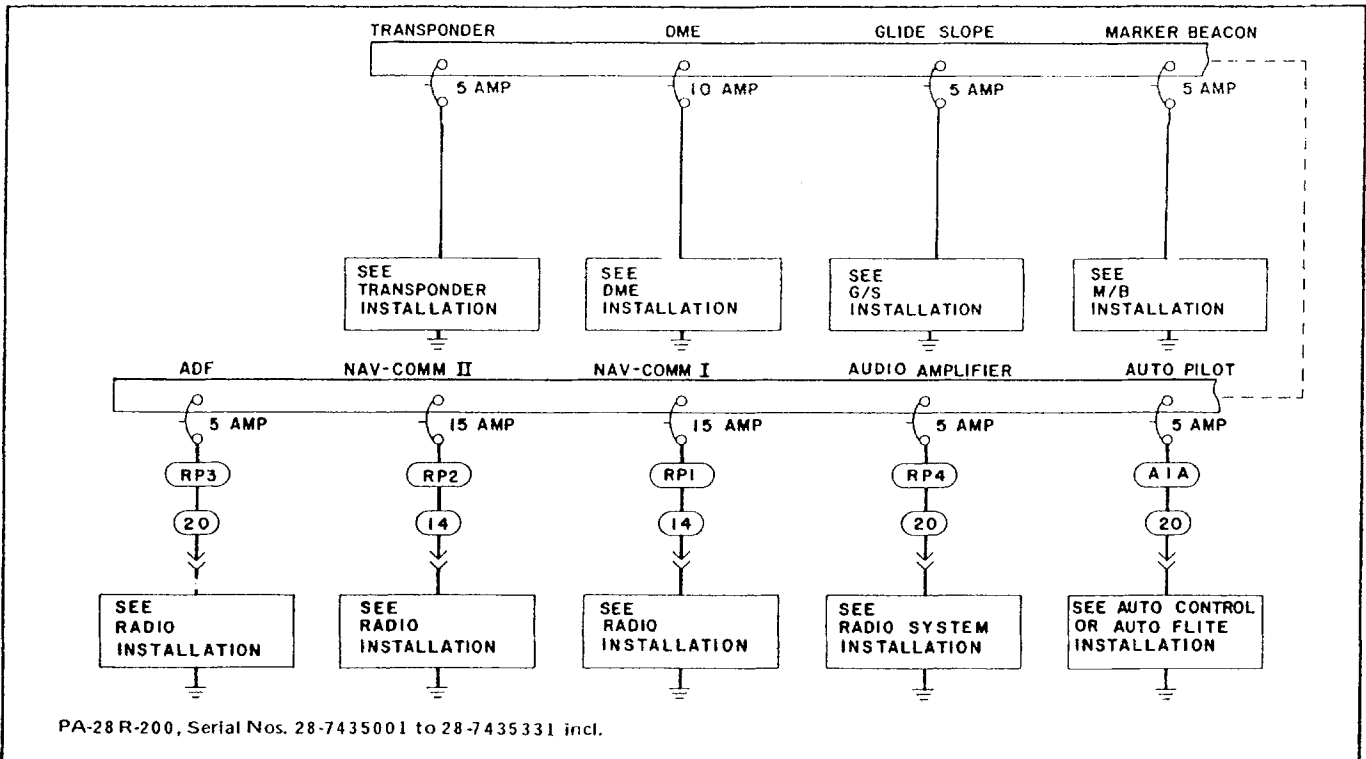 TRANSPONDER DME GLIDE SLOPE MARKER BEACON
5 AMP 10 AMP 5 AMP 5 AMP
SEE
TRANSPONDER
INSTALLATION
SEE
DME
INSTALLATION
SEE
G/S
INSTALLATION
SEE
M/B
INSTALLATION
ADF NAV-COMM II NAV-COMM I AUDIO AMPLIFIER AUTO PILOT
5 AMP 15 AMP 15 AMP 5 AMP 5 AMP
RP3 RP2 RP1 RP4 A1A
20 14 14 20 20
SEE
RADIO
INSTALLATION
SEE
RADIO
INSTALLATION
SEE
RADIO
INSTALLATION
SEE
RADIO SYSTEM
INSTALLATION
SEE AUTO CONTROL
OR AUTO FLITE
INSTALLATION
PA-28R-200, Serial Nos. 28-7435001 to 28-7435331 incl.